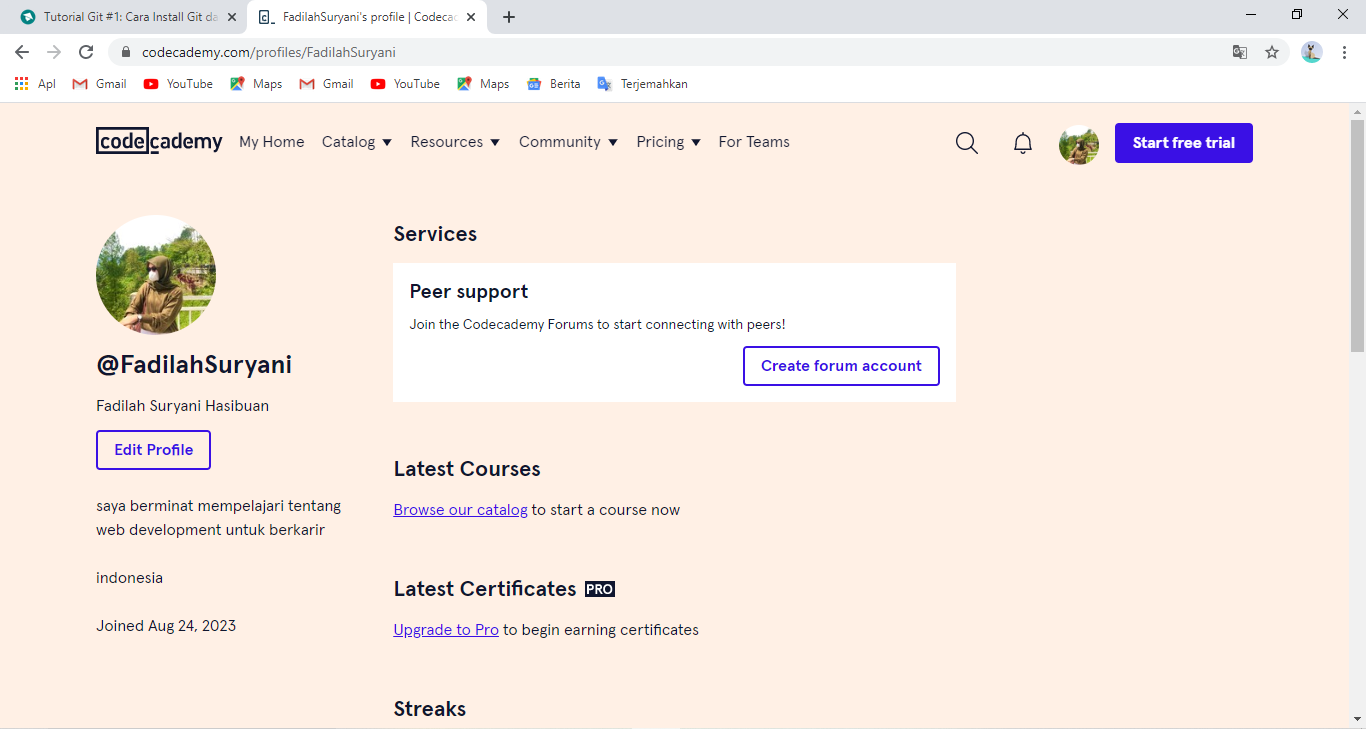 Tutorial Git #1: Cara Install Git da
FadilahSuryani's profile | Codecac
codecademy.com/profiles/FadilahSuryani
Apl Gmail YouTube Maps Gmail YouTube Maps Berita Terjemahkan
codecademy My Home Catalog Resources Community Pricing For Teams Start free trial
@FadilahSuryani
Fadilah Suryani Hasibuan
Edit Profile
saya berminat mempelajari tentang
web development untuk berkarir
indonesia
Joined Aug 24, 2023
Services
Peer support
Join the Codecademy Forums to start connecting with peers!
Create forum account
Latest Courses
Browse our catalog to start a course now
Latest Certificates PRO
Upgrade to Pro to begin earning certificates
Streaks